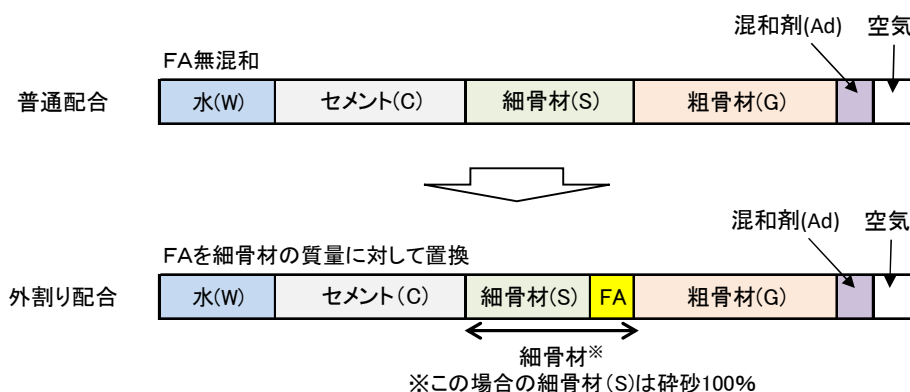 混和剤(Ad) 空気
FA無混和
普通配合 水(W) セメント(C) 細骨材(S) 粗骨材(G)
混和剤(Ad) 空気
FAを細骨材の質量に対して置換
外割り配合 水(W) セメント(C) 細骨材(S) FA 粗骨材(G)
細骨材※
※この場合の細骨材(S)は砕砂100%